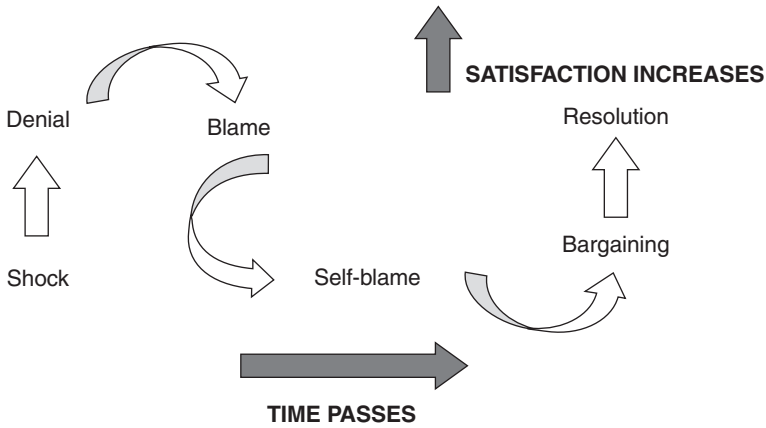 SATISFACTION INCREASES
Denial
Blame
Resolution
Shock
Self-blame
Bargaining
TIME PASSES